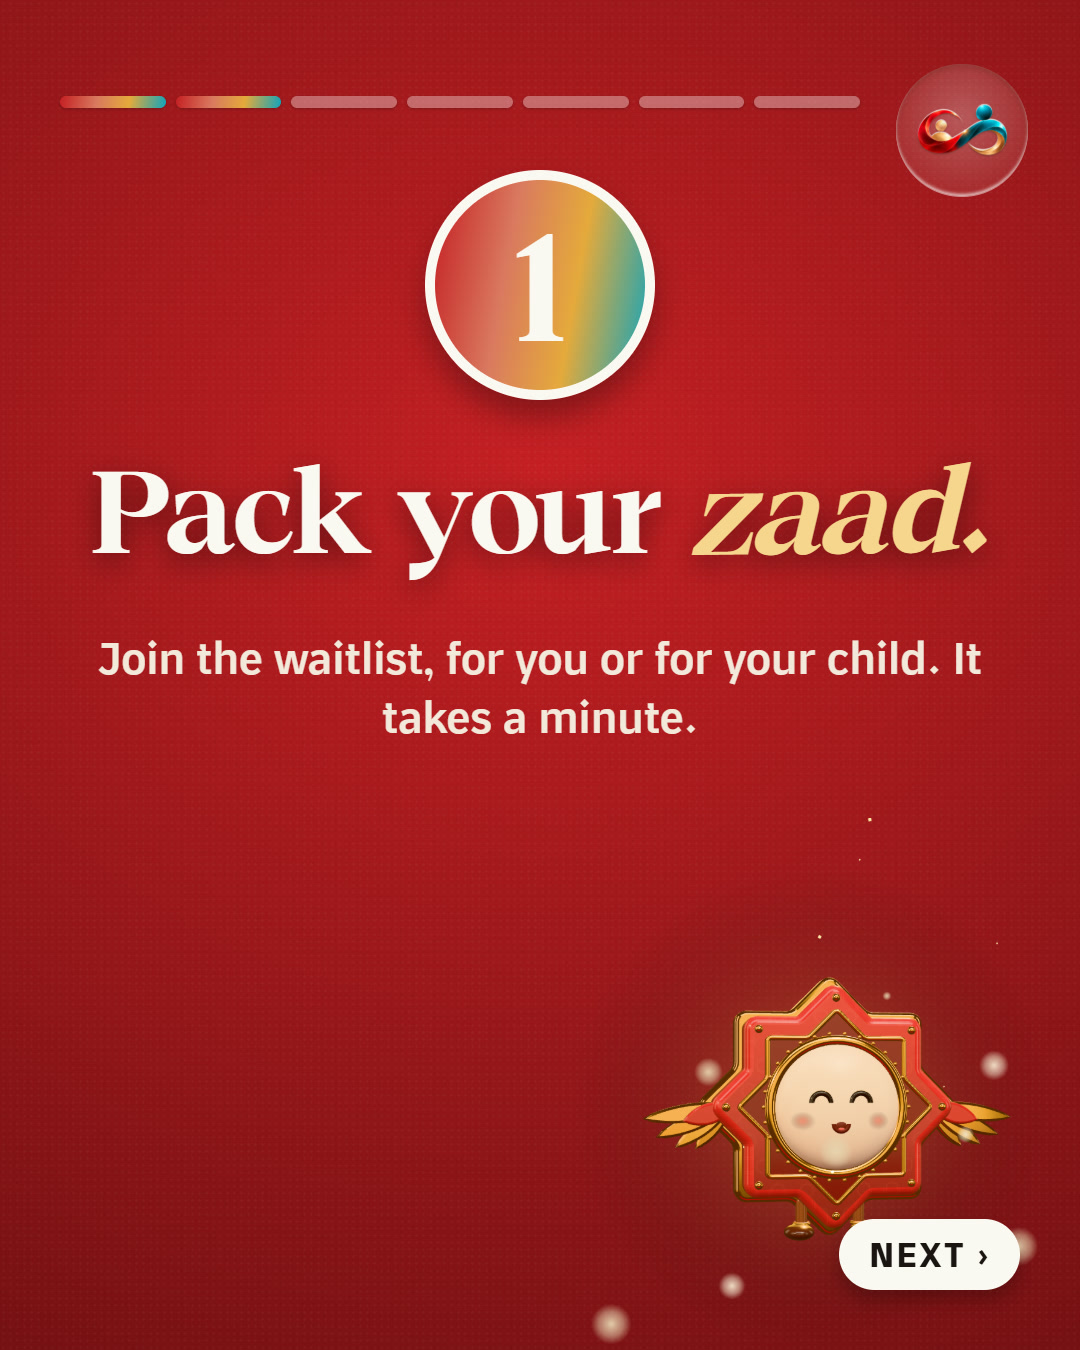 1
Pack your zaad.
Join the waitlist, for you or for your child. It
takes a minute.
NEXT ›